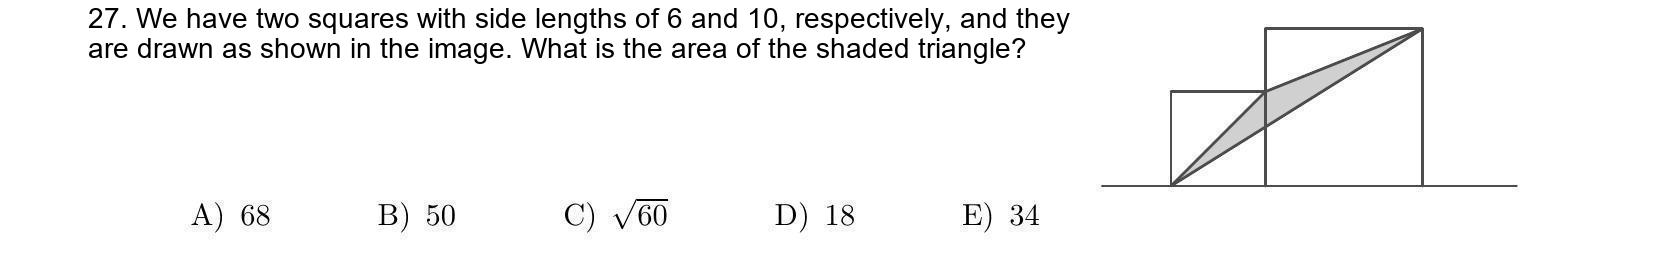 27. We have two squares with side lengths of 6 and 10, respectively, and they
are drawn as shown in the image. What is the area of the shaded triangle?
A) 68 B) 50 C) √60 D) 18 E) 34